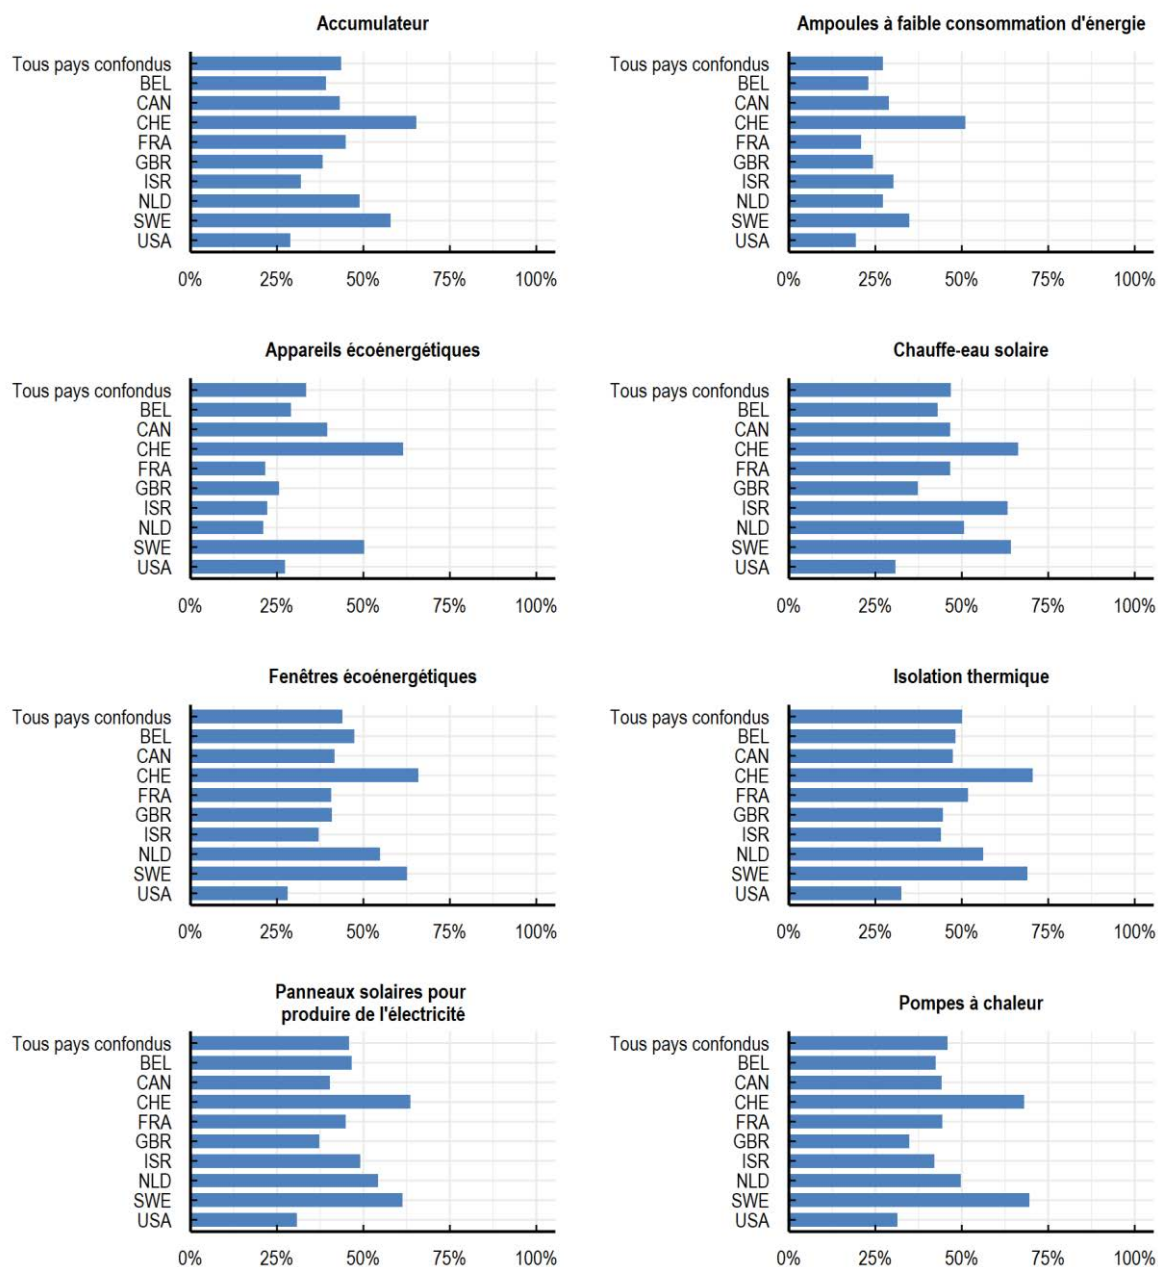 Accumulateur
Tous pays confondus
BEL
CAN
CHE
FRA
GBR
ISR
NLD
SWE
USA
0% 25% 50% 75% 100%
Ampoules à faible consommation d'énergie
Tous pays confondus
BEL
CAN
CHE
FRA
GBR
ISR
NLD
SWE
USA
0% 25% 50% 75% 100%
Appareils écoénergétiques
Tous pays confondus
BEL
CAN
CHE
FRA
GBR
ISR
NLD
SWE
USA
0% 25% 50% 75% 100%
Chauffe-eau solaire
Tous pays confondus
BEL
CAN
CHE
FRA
GBR
ISR
NLD
SWE
USA
0% 25% 50% 75% 100%
Fenêtres écoénergétiques
Tous pays confondus
BEL
CAN
CHE
FRA
GBR
ISR
NLD
SWE
USA
0% 25% 50% 75% 100%
Isolation thermique
Tous pays confondus
BEL
CAN
CHE
FRA
GBR
ISR
NLD
SWE
USA
0% 25% 50% 75% 100%
Panneaux solaires pour
produire de l'électricité
Tous pays confondus
BEL
CAN
CHE
FRA
GBR
ISR
NLD
SWE
USA
0% 25% 50% 75% 100%
Pompes à chaleur
Tous pays confondus
BEL
CAN
CHE
FRA
GBR
ISR
NLD
SWE
USA
0% 25% 50% 75% 100%